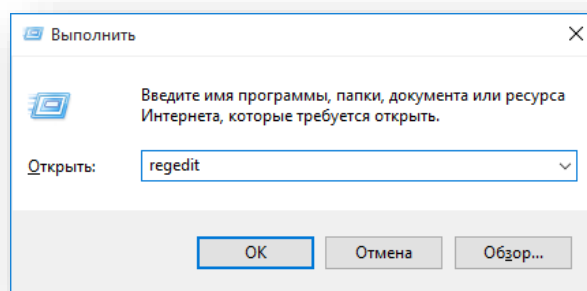 Выполнить
Введите имя программы, папки, документа или ресурса
Интернета, которые требуется открыть.
Открыть: regedit
OK Отмена Обзор...